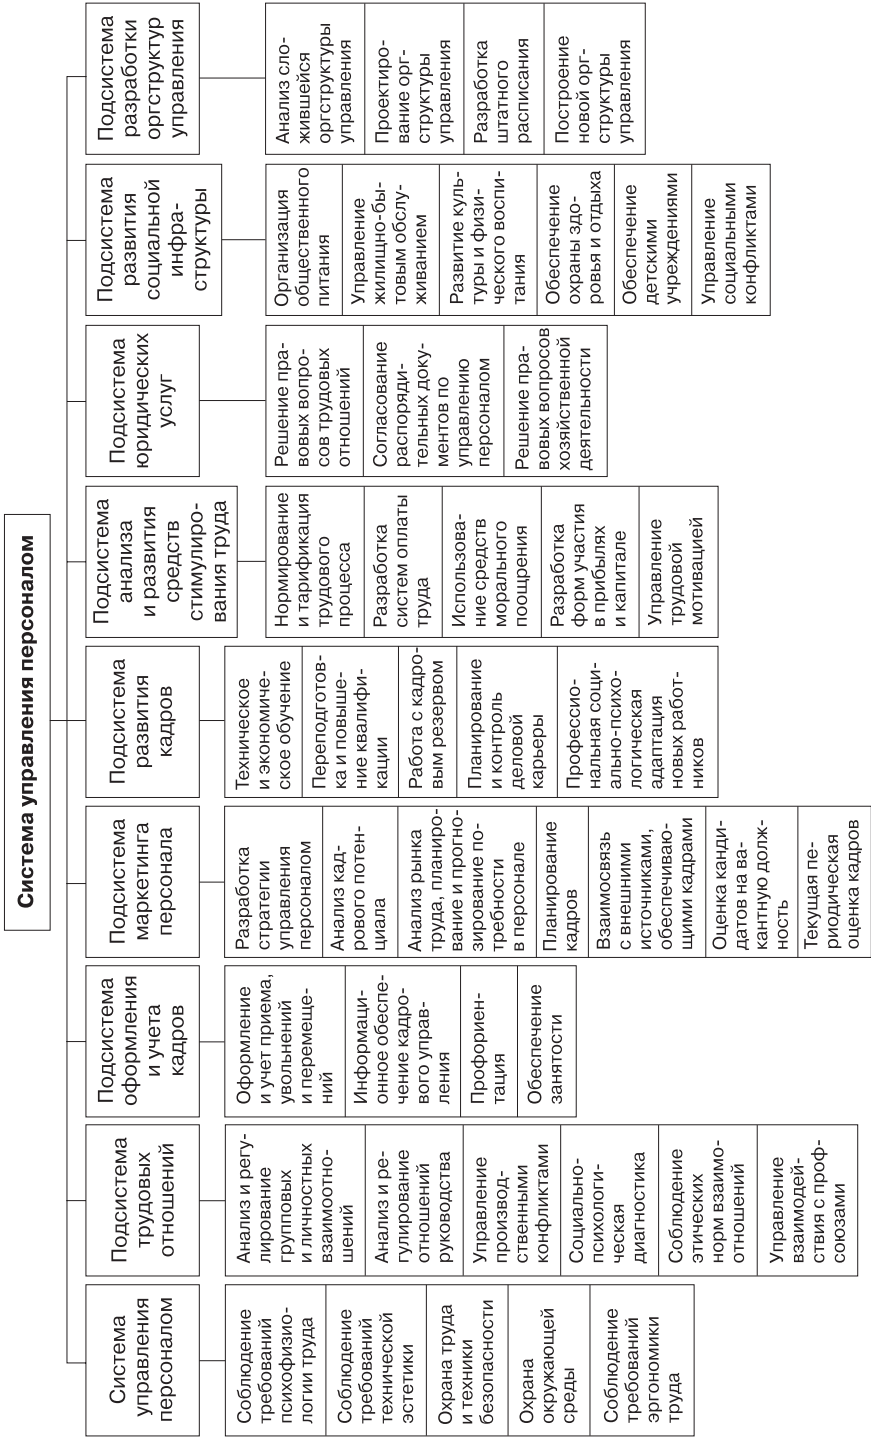 Система управления персоналом
Система
управления
персоналом
Соблюдение
требований
психофизио-
логии труда
Соблюдение
требований
технической
эстетики
Охрана труда
и техники
безопасности
Охрана
окружающей
среды
Соблюдение
требований
эргономики
труда
Подсистема
трудовых
отношений
Анализ и регу-
лирование
групповых
и личностных
взаимоотно-
шений
Анализ и ре-
гулирование
отношений
руководства
Управление
производ-
ственными
конфликтами
Социально-
психологи-
ческая
диагностика
Соблюдение
этических
норм взаимо-
отношений
Управление
взаимодей-
ствия с проф-
союзами
Подсистема
оформления
и учета
кадров
Оформление
и учет приема,
увольнений
и перемеще-
ний
Информаци-
онное обеспе-
чение кадро-
вого управ-
ления
Профориен-
тация
Обеспечение
занятости
Подсистема
маркетинга
персонала
Разработка
стратегии
управления
персоналом
Анализ кад-
рового потен-
циала
Анализ рынка
труда, планиро-
вание и прогно-
зирование по-
требности
в персонале
Планирование
кадров
Взаимосвязь
с внешними
источниками,
обеспечиваю-
щими кадрами
Оценка канди-
датов на ва-
кантную долж-
ность
Текущая пе-
риодическая
оценка кадров
Подсистема
развития
кадров
Техническое
и экономиче-
ское обучение
Переподготов-
ка и повыше-
ние квалифи-
кации
Работа с кадро-
вым резервом
Планирование
и контроль
деловой
карьеры
Профессио-
нальная соци-
ально-психо-
логическая
адаптация
новых работ-
ников
Подсистема
анализа
и развития
средств
стимулиро-
вания труда
Нормирование
и тарификация
трудового
процесса
Разработка
систем оплаты
труда
Использова-
ние средств
морального
поощрения
Разработка
форм участия
в прибылях
и капитале
Управление
трудовой
мотивацией
Подсистема
юридических
услуг
Решение пра-
вовых вопро-
сов трудовых
отношений
Согласование
распоряди-
тельных доку-
ментов по
управлению
персоналом
Решение пра-
вовых вопросов
хозяйственной
деятельности
Подсистема
развития
социальной
инфра-
структуры
Организация
общественного
питания
Управление
жилищно-бы-
товым обслу-
живанием
Развитие куль-
туры и физи-
ческого воспи-
тания
Обеспечение
охраны здо-
ровья и отдыха
Обеспечение
детскими
учреждениями
Управление
социальными
конфликтами
Подсистема
разработки
оргструктур
управления
Анализ сло-
жившейся
оргструктуры
управления
Проектиро-
вание орг-
структуры
управления
Разработка
штатного
расписания
Построение
новой орг-
структуры
управления